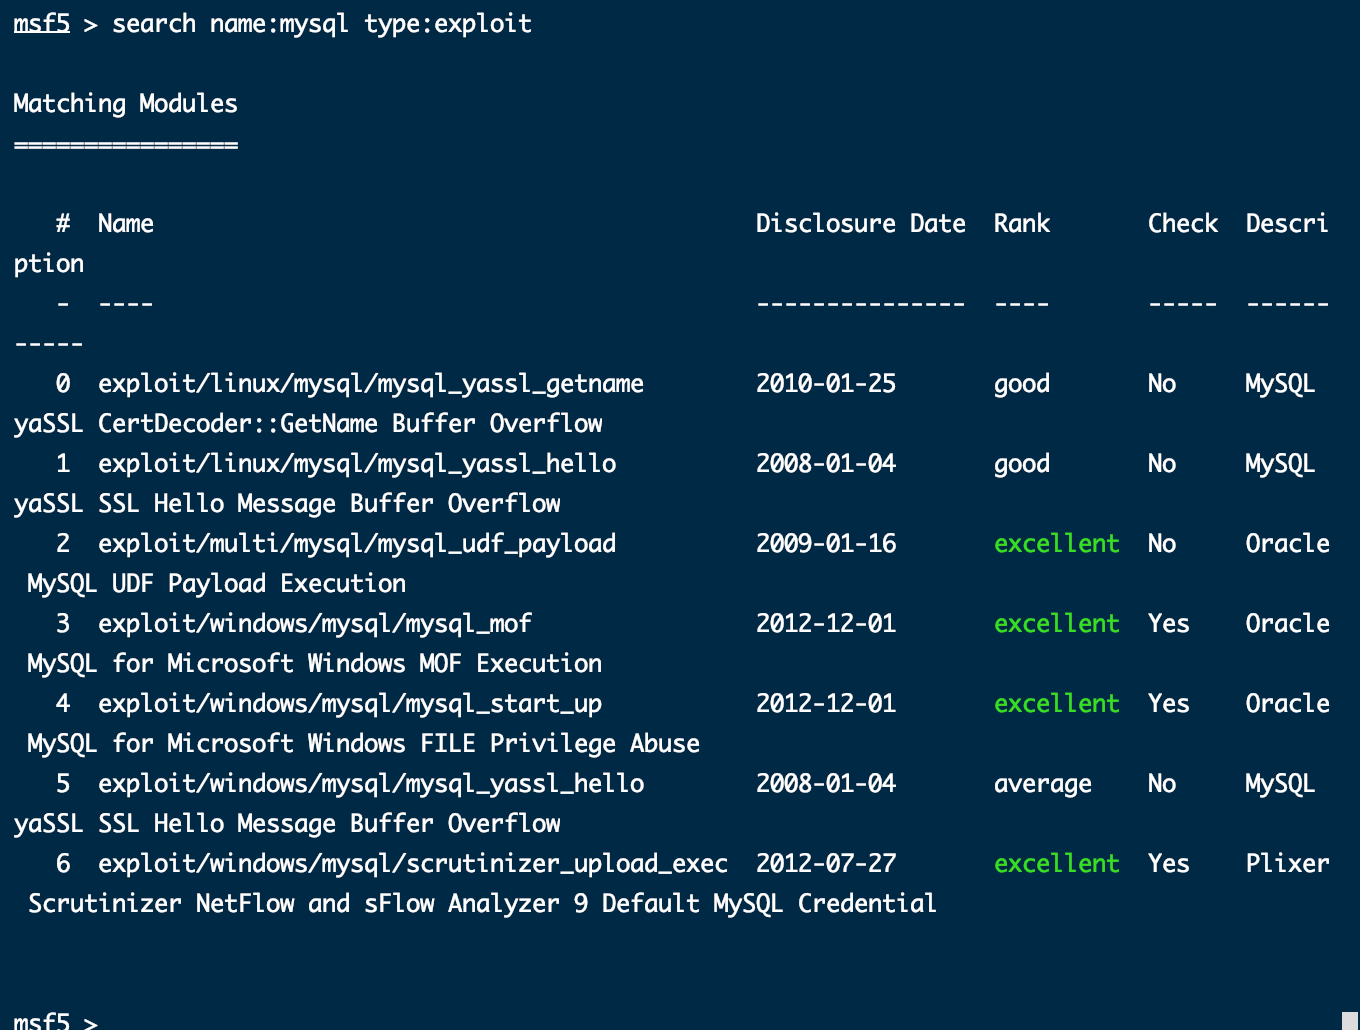 msf5 > search name:mysql type:exploit
Matching Modules
================
   #  Name                                           Disclosure Date  Rank       Check  Descri
ption
   -  ----                                           ---------------  ----       -----  ------
-----
   0  exploit/linux/mysql/mysql_yassl_getname        2010-01-25       good       No     MySQL
yaSSL CertDecoder::GetName Buffer Overflow
   1  exploit/linux/mysql/mysql_yassl_hello          2008-01-04       good       No     MySQL
yaSSL SSL Hello Message Buffer Overflow
   2  exploit/multi/mysql/mysql_udf_payload          2009-01-16       excellent  No     Oracle
 MySQL UDF Payload Execution
   3  exploit/windows/mysql/mysql_mof                2012-12-01       excellent  Yes    Oracle
 MySQL for Microsoft Windows MOF Execution
   4  exploit/windows/mysql/mysql_start_up           2012-12-01       excellent  Yes    Oracle
 MySQL for Microsoft Windows FILE Privilege Abuse
   5  exploit/windows/mysql/mysql_yassl_hello        2008-01-04       average    No     MySQL
yaSSL SSL Hello Message Buffer Overflow
   6  exploit/windows/mysql/scrutinizer_upload_exec  2012-07-27       excellent  Yes    Plixer
 Scrutinizer NetFlow and sFlow Analyzer 9 Default MySQL Credential
msf5 >